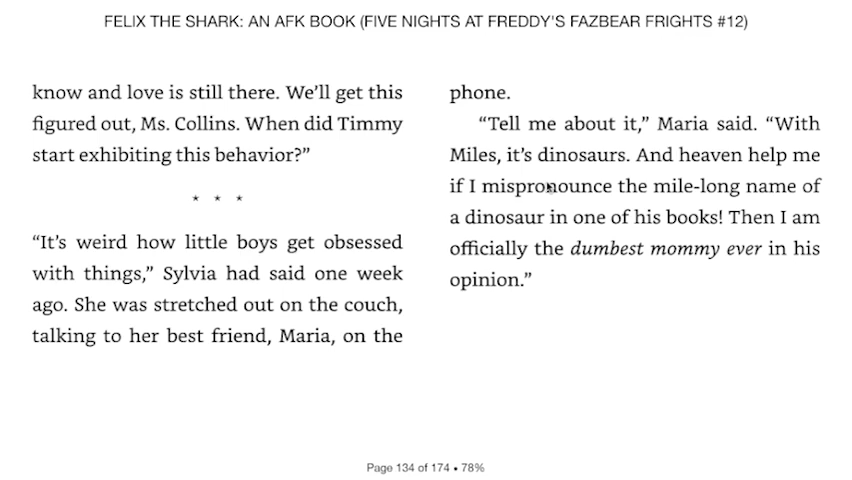 FELIX THE SHARK: AN AFK BOOK (FIVE NIGHTS AT FREDDY'S FAZBEAR FRIGHTS #12)
know and love is still there. We’ll get this
figured out, Ms. Collins. When did Timmy
start exhibiting this behavior?”
* * *
“It’s weird how little boys get obsessed
with things,” Sylvia had said one week
ago. She was stretched out on the couch,
talking to her best friend, Maria, on the
phone.
“Tell me about it,” Maria said. “With
Miles, it’s dinosaurs. And heaven help me
if I mispronounce the mile-long name of
a dinosaur in one of his books! Then I am
officially the dumbest mommy ever in his
opinion.”
Page 134 of 174 • 78%